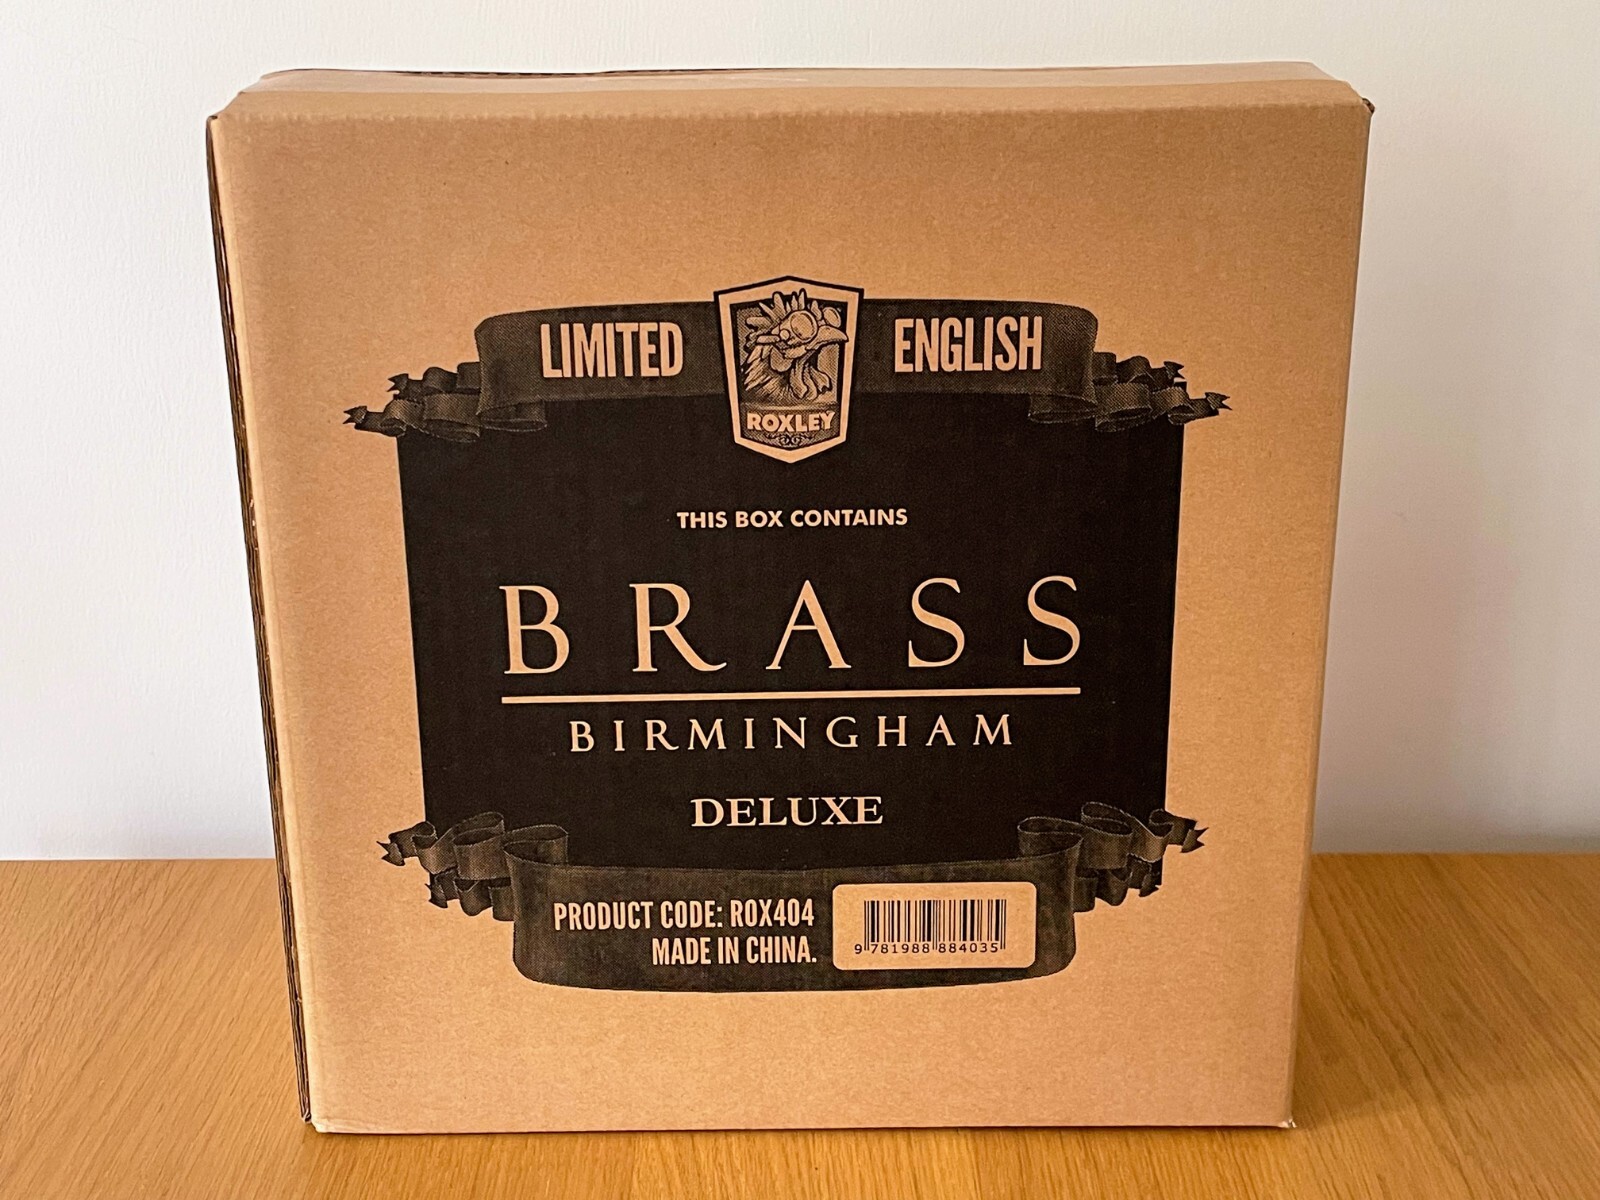 LIMITED ENGLISH
ROXLEY
THIS BOX CONTAINS
BRASS
BIRMINGHAM
DELUXE
PRODUCT CODE: ROX404
MADE IN CHINA.
9 781988 884035